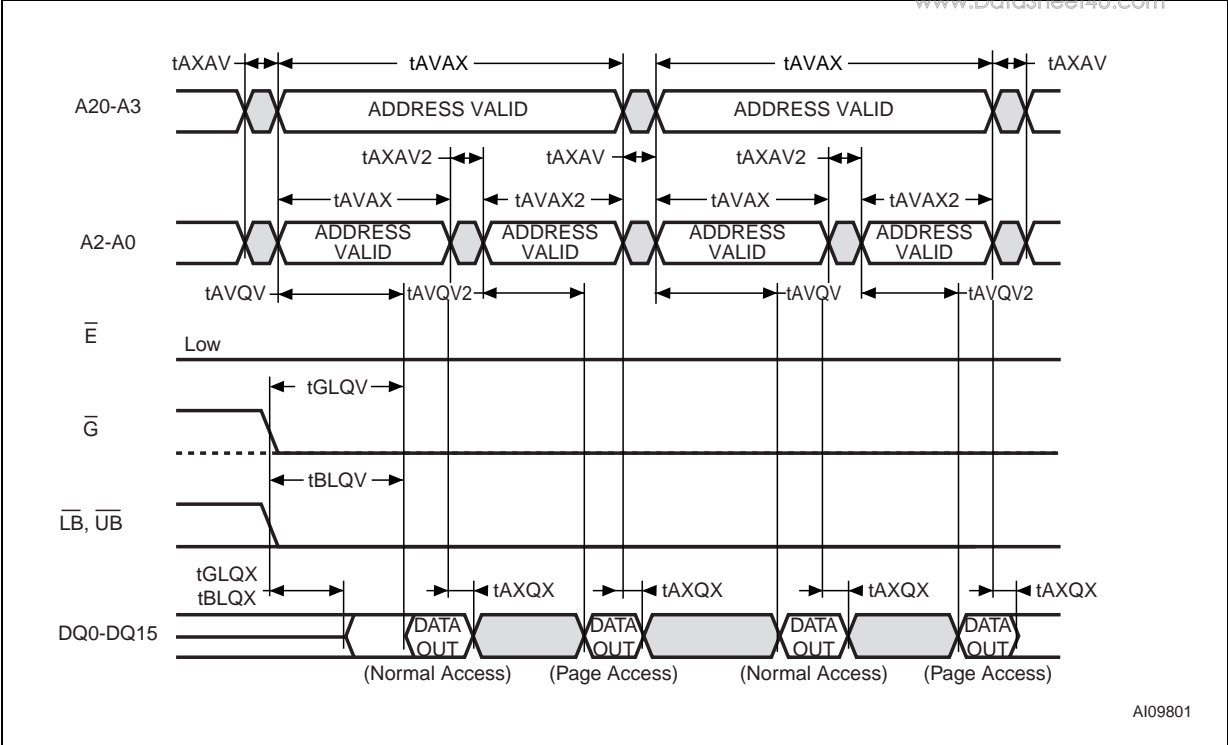 www.DataSheet4U.com
tAXAV tAVAX tAVAX tAXAV
A20-A3 ADDRESS VALID ADDRESS VALID
tAXAV2 tAXAV tAXAV2
tAVAX tAVAX2 tAVAX tAVAX2
A2-A0 ADDRESS VALID ADDRESS VALID ADDRESS VALID ADDRESS VALID
tAVQV tAVQV2 tAVQV tAVQV2
E
Low
tGLQV
G
tBLQV
LB, UB
tGLQX
tBLQX
tAXQX tAXQX tAXQX tAXQX
DQ0-DQ15 DATA OUT DATA OUT DATA OUT DATA OUT
(Normal Access) (Page Access) (Normal Access) (Page Access)
AI09801